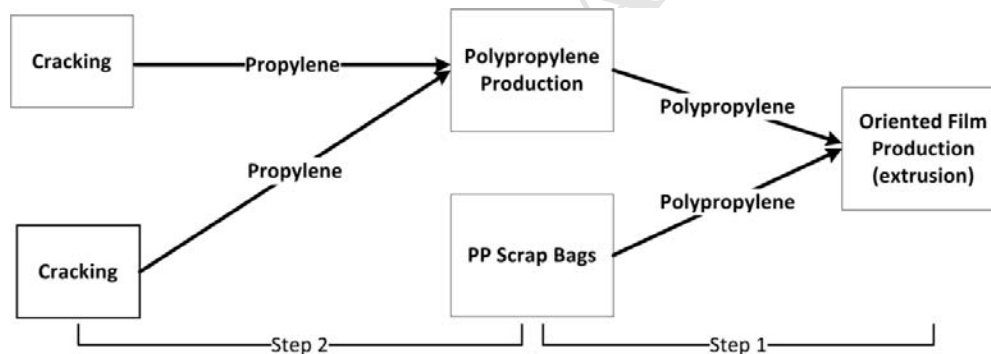 Cracking
Propylene
Polypropylene
Production
Polypropylene
Oriented Film
Production
(extrusion)
Propylene
Polypropylene
Cracking
PP Scrap Bags
Step 2
Step 1